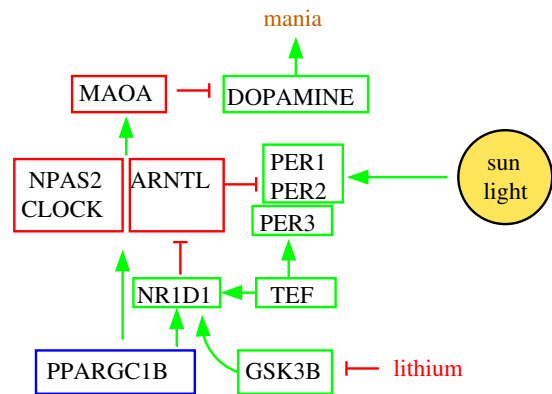 mania
MAOA
DOPAMINE
NPAS2
CLOCK
ARNTL
PER1
PER2
PER3
sun
light
NR1D1
TEF
PPARGC1B
GSK3B
lithium